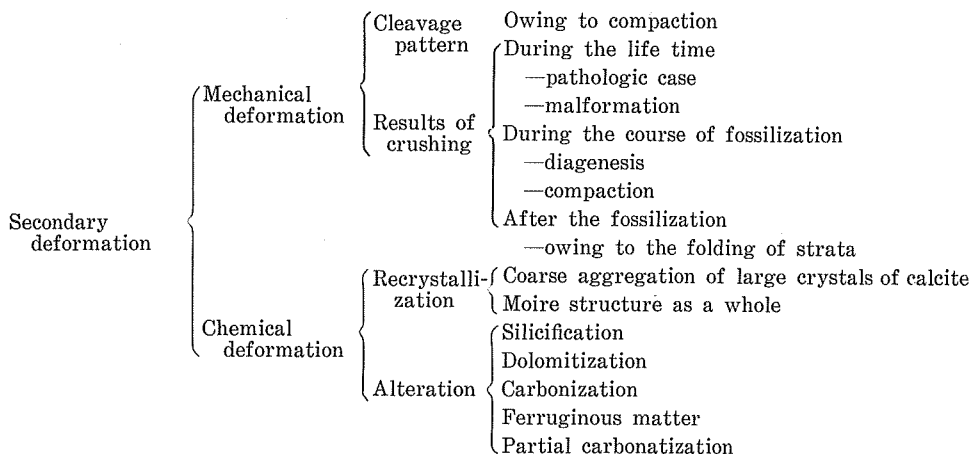 Cleavage pattern Owing to compaction
During the life time
—pathologic case
Mechanical deformation
—malformation
Results of crushing
During the course of fossilization
—diagenesis
—compaction
Secondary deformation
After the fossilization
—owing to the folding of strata
Recrystalli-
zation
Coarse aggregation of large crystals of calcite
Moire structure as a whole
Chemical deformation
Silicification
Dolomitization
Alteration
Carbonization
Ferruginous matter
Partial carbonatization